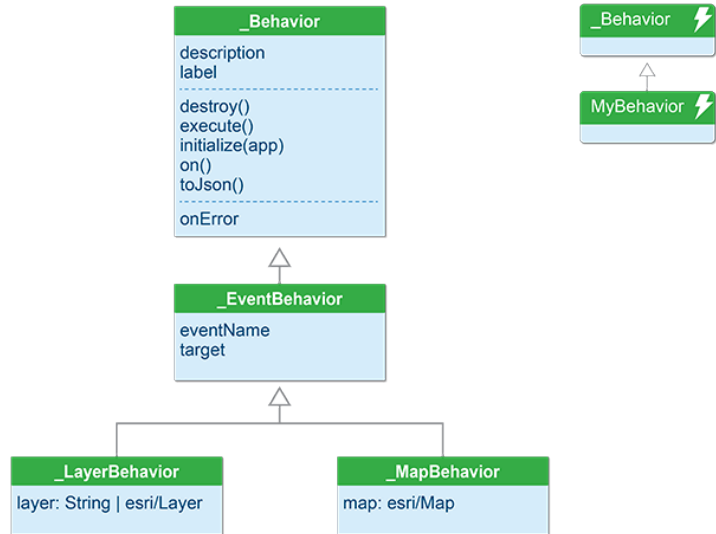 _Behavior
description
label
destroy()
execute()
initialize(app)
on()
toJson()
onError
_EventBehavior
eventName
target
_LayerBehavior
layer: String | esri/Layer
_MapBehavior
map: esri/Map
_Behavior
MyBehavior